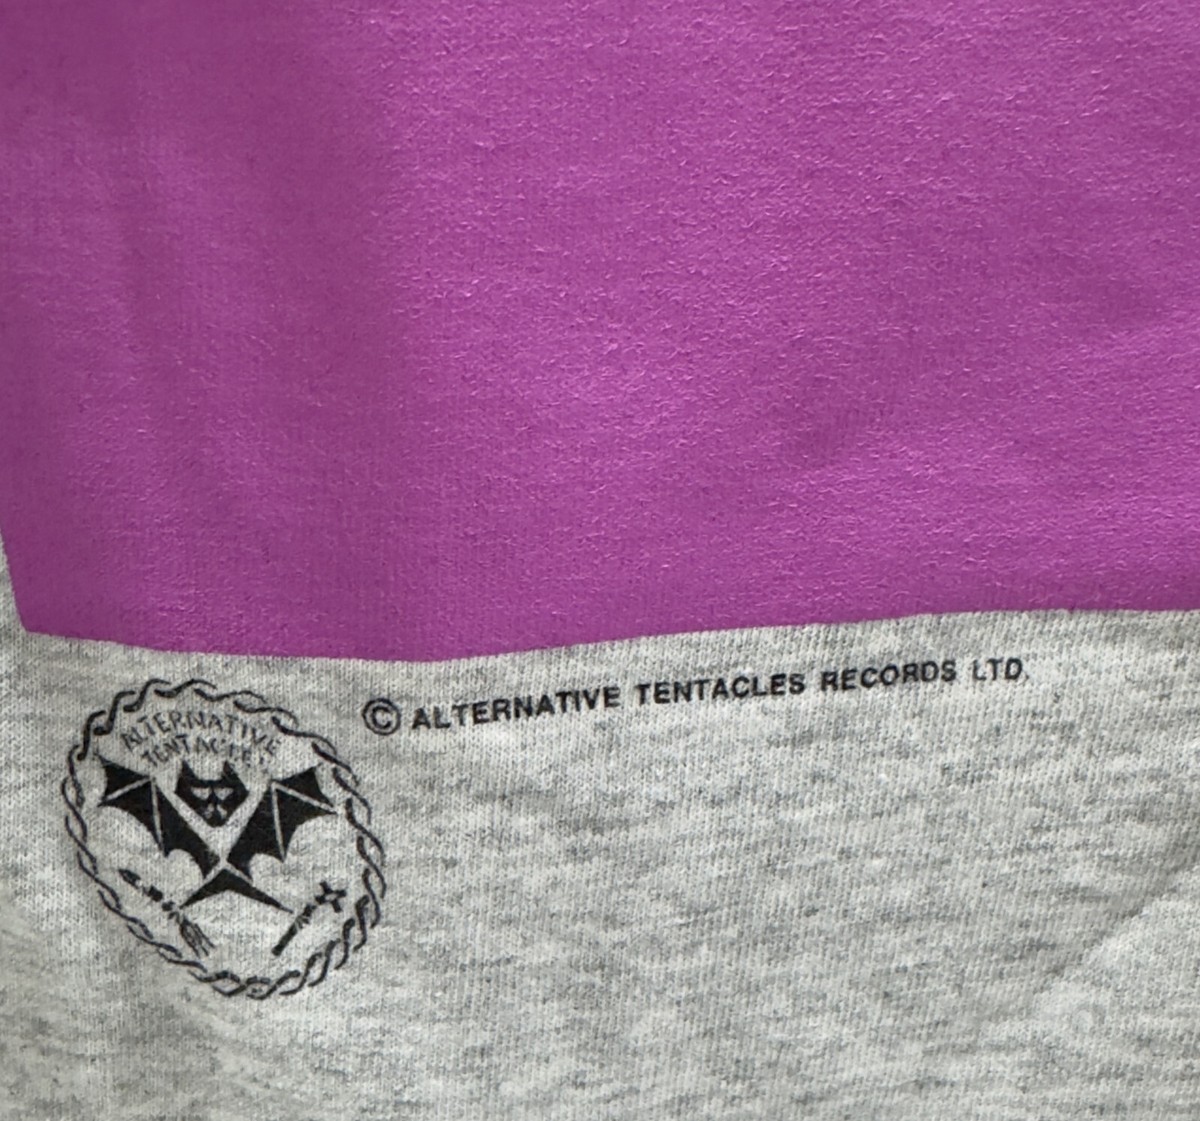 © ALTERNATIVE TENTACLES RECORDS LTD.
ALTERNATIVE
TENTACLES